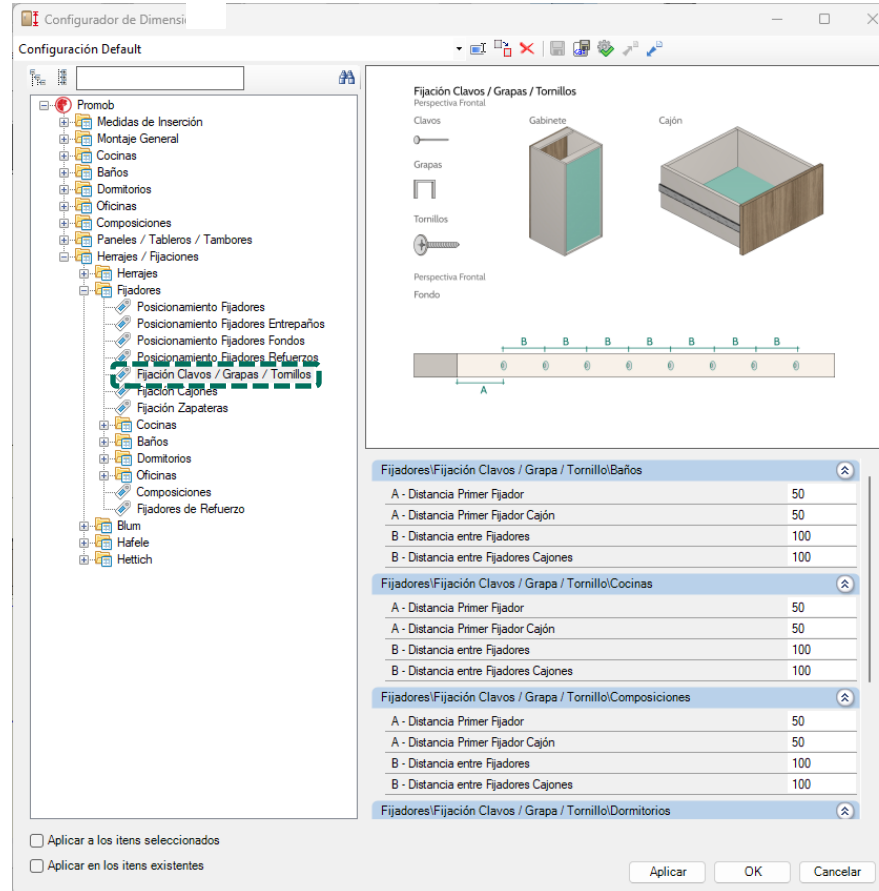 Configurador de Dimensi
Configuración Default
Promob
Medidas de Inserción
Montaje General
Cocinas
Baños
Dormitorios
Oficinas
Composiciones
Paneles / Tableros / Tambores
Herrajes / Fijaciones
Herrajes
Fijadores
Posicionamiento Fijadores
Posicionamiento Fijadores Entrepaños
Posicionamiento Fijadores Fondos
Posicionamiento Fijadores Refuerzos
Fijación Clavos / Grapas / Tornillos
Fijación Cajones
Fijación Zapateras
Cocinas
Baños
Dormitorios
Oficinas
Composiciones
Fijadores de Refuerzo
Blum
Hafele
Hettich
Fijación Clavos / Grapas / Tornillos
Perspectiva Frontal
Clavos Gabinete Cajón
Grapas
Tornillos
Perspectiva Frontal
Fondo
B B B B B B B
A
Fijadores\Fijación Clavos / Grapa / Tornillo\Baños
A - Distancia Primer Fijador 50
A - Distancia Primer Fijador Cajón 50
B - Distancia entre Fijadores 100
B - Distancia entre Fijadores Cajones 100
Fijadores\Fijación Clavos / Grapa / Tornillo\Cocinas
A - Distancia Primer Fijador 50
A - Distancia Primer Fijador Cajón 50
B - Distancia entre Fijadores 100
B - Distancia entre Fijadores Cajones 100
Fijadores\Fijación Clavos / Grapa / Tornillo\Composiciones
A - Distancia Primer Fijador 50
A - Distancia Primer Fijador Cajón 50
B - Distancia entre Fijadores 100
B - Distancia entre Fijadores Cajones 100
Fijadores\Fijación Clavos / Grapa / Tornillo\Dormitorios
Aplicar a los itens seleccionados
Aplicar en los itens existentes
Aplicar OK Cancelar